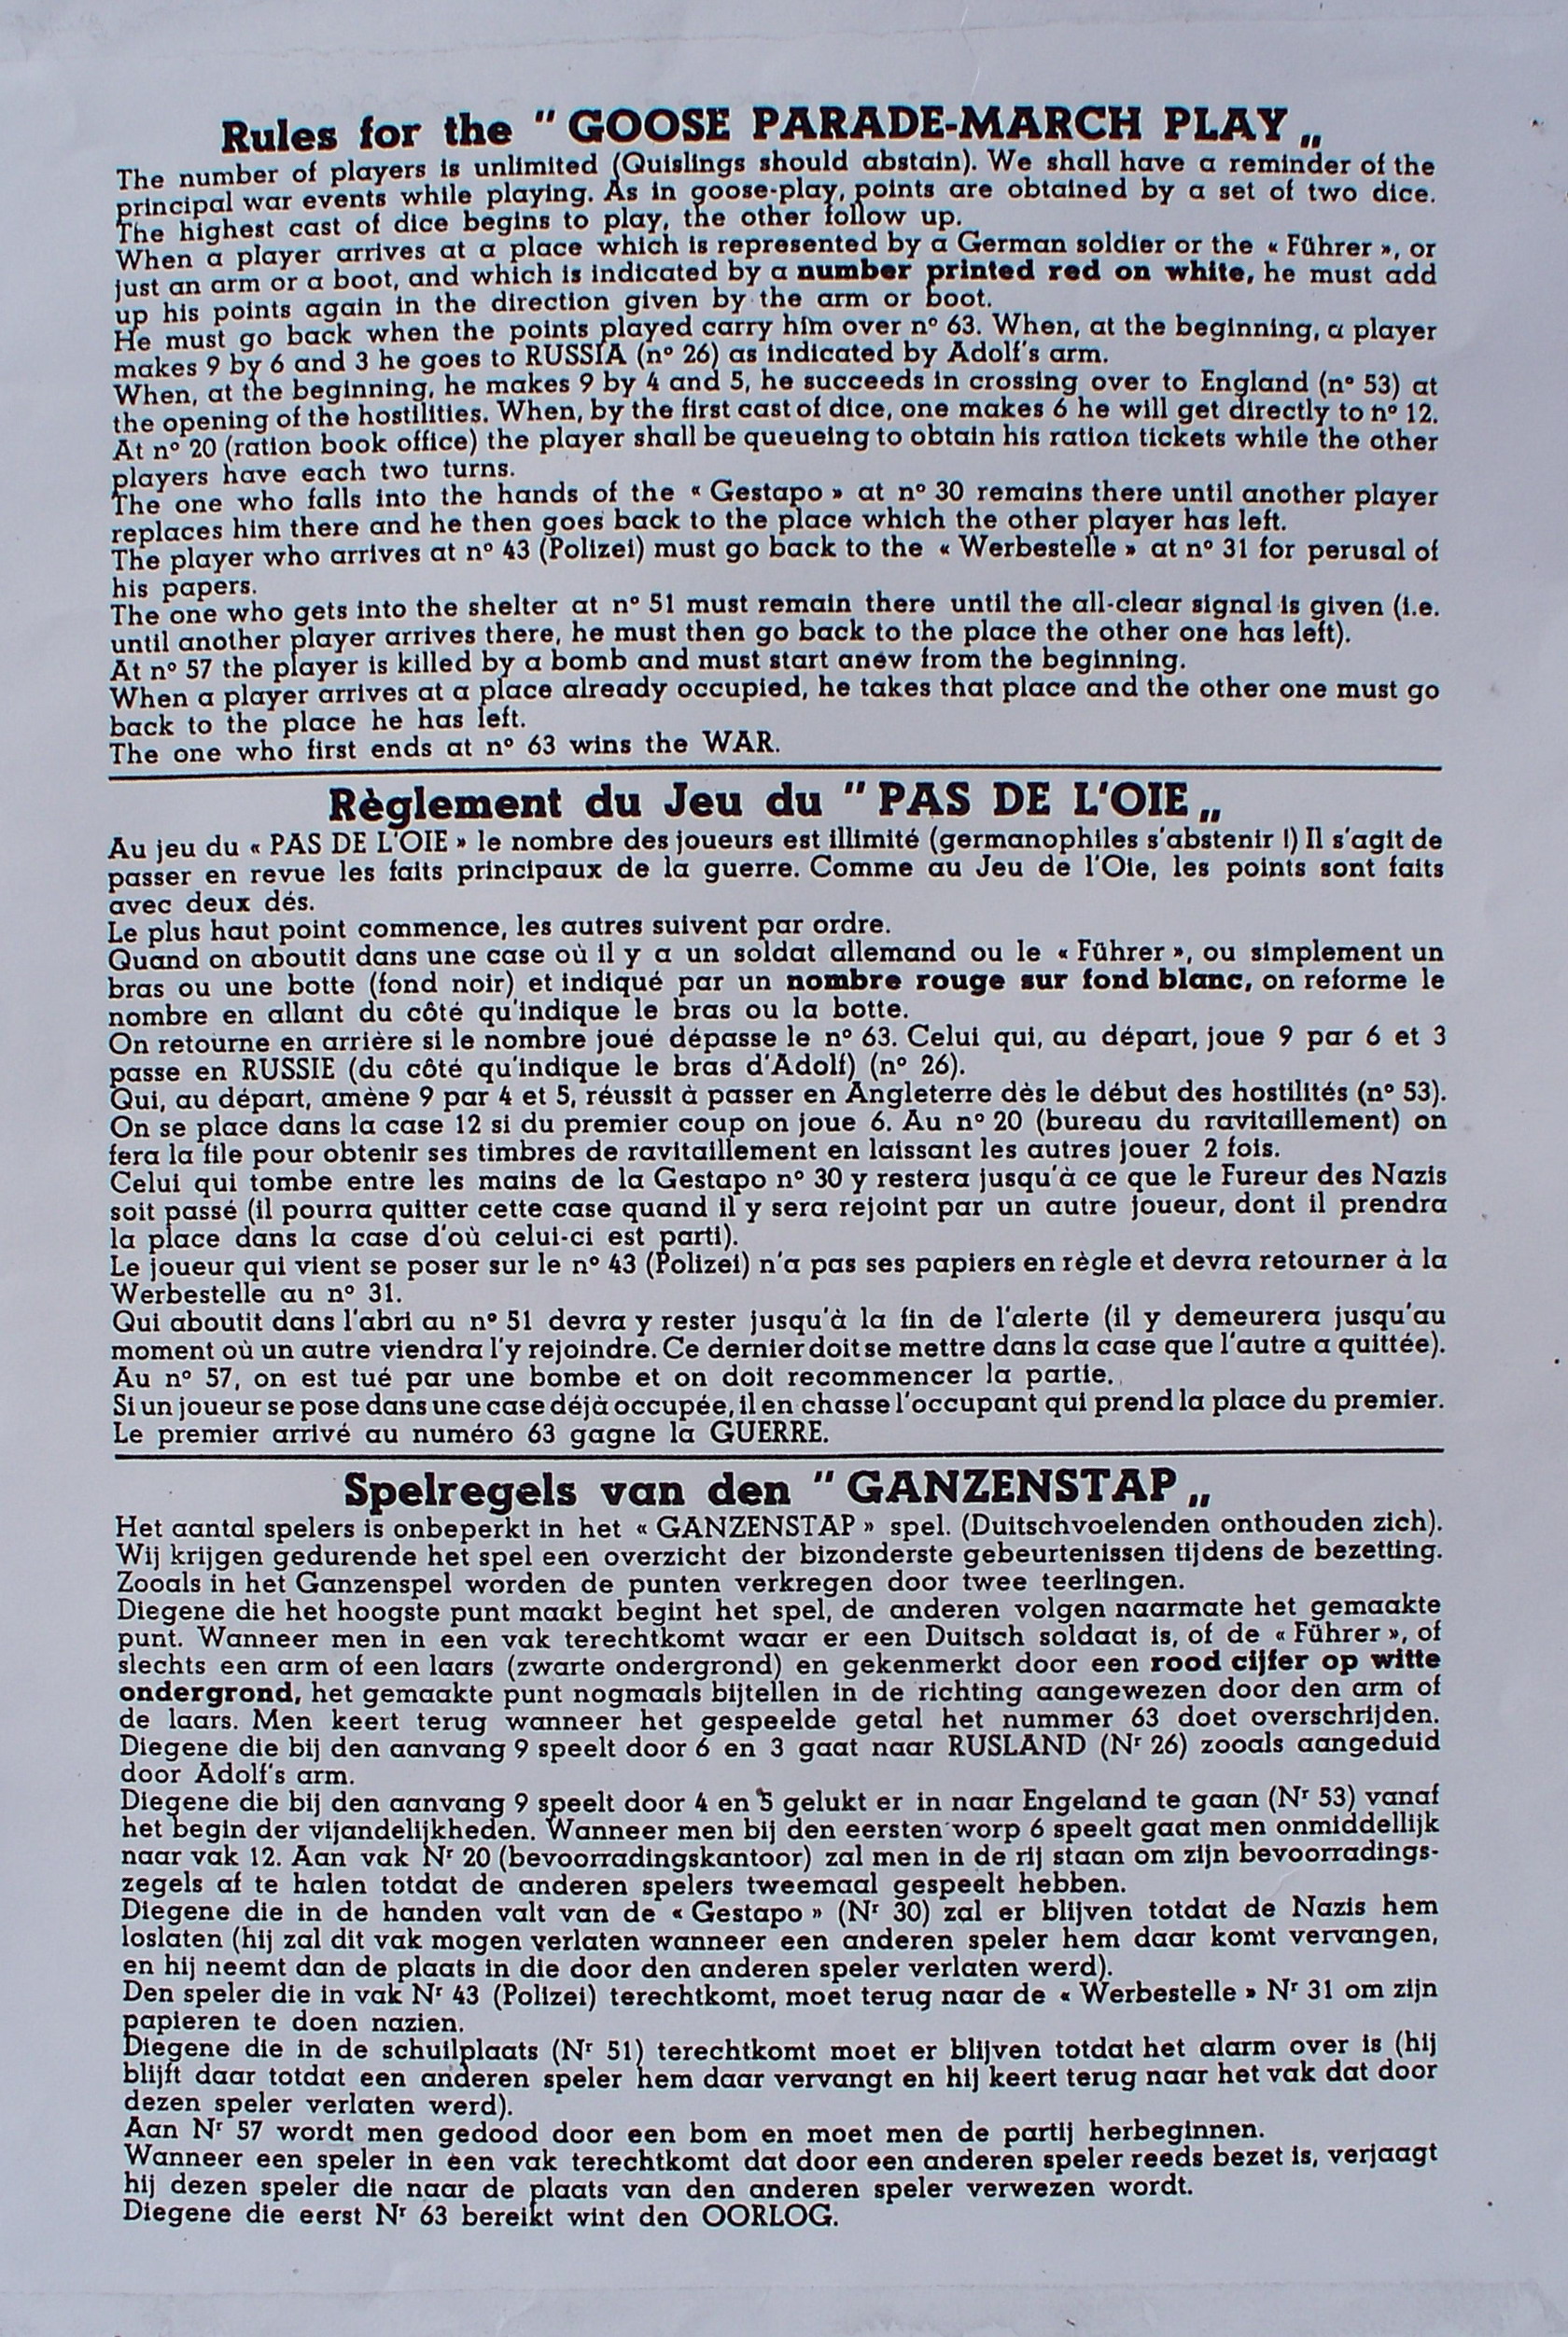 Rules for the " GOOSE PARADE-MARCH PLAY „
The number of players is unlimited (Quislings should abstain). We shall have a reminder of the
principal war events while playing. As in goose-play, points are obtained by a set of two dice.
The highest cast of dice begins to play, the other follow up.
When a player arrives at a place which is represented by a German soldier or the « Führer », or
just an arm or a boot, and which is indicated by a number printed red on white, he must add
up his points again in the direction given by the arm or boot.
He must go back when the points played carry him over nº 63. When, at the beginning, a player
makes 9 by 6 and 3 he goes to RUSSIA (nº 26) as indicated by Adolf's arm.
When, at the beginning, he makes 9 by 4 and 5, he succeeds in crossing over to England (nº 53) at
the opening of the hostilities. When, by the first cast of dice, one makes 6 he will get directly to nº 12.
At nº 20 (ration book office) the player shall be queueing to obtain his ration tickets while the other
players have each two turns.
The one who falls into the hands of the « Gestapo » at nº 30 remains there until another player
replaces him there and he then goes back to the place which the other player has left.
The player who arrives at nº 43 (Polizei) must go back to the « Werbestelle » at nº 31 for perusal of
his papers.
The one who gets into the shelter at nº 51 must remain there until the all-clear signal is given (i.e.
until another player arrives there, he must then go back to the place the other one has left).
At nº 57 the player is killed by a bomb and must start anew from the beginning.
When a player arrives at a place already occupied, he takes that place and the other one must go
back to the place he has left.
The one who first ends at nº 63 wins the WAR.
Règlement du Jeu du " PAS DE L'OIE „
Au jeu du « PAS DE L'OIE » le nombre des joueurs est illimité (germanophiles s'abstenir !) Il s'agit de
passer en revue les faits principaux de la guerre. Comme au Jeu de l'Oie, les points sont faits
avec deux dés.
Le plus haut point commence, les autres suivent par ordre.
Quand on aboutit dans une case où il y a un soldat allemand ou le « Führer », ou simplement un
bras ou une botte (fond noir) et indiqué par un nombre rouge sur fond blanc, on reforme le
nombre en allant du côté qu'indique le bras ou la botte.
On retourne en arrière si le nombre joué dépasse le nº 63. Celui qui, au départ, joue 9 par 6 et 3
passe en RUSSIE (du côté qu'indique le bras d'Adolf) (nº 26).
Qui, au départ, amène 9 par 4 et 5, réussit à passer en Angleterre dès le début des hostilités (nº 53).
On se place dans la case 12 si du premier coup on joue 6. Au nº 20 (bureau du ravitaillement) on
fera la file pour obtenir ses timbres de ravitaillement en laissant les autres jouer 2 fois.
Celui qui tombe entre les mains de la Gestapo nº 30 y restera jusqu'à ce que le Fureur des Nazis
soit passé (il pourra quitter cette case quand il y sera rejoint par un autre joueur, dont il prendra
la place dans la case d'où celui-ci est parti).
Le joueur qui vient se poser sur le nº 43 (Polizei) n'a pas ses papiers en règle et devra retourner à la
Werbestelle au nº 31.
Qui aboutit dans l'abri au nº 51 devra y rester jusqu'à la fin de l'alerte (il y demeurera jusqu'au
moment où un autre viendra l'y rejoindre. Ce dernier doit se mettre dans la case que l'autre a quittée).
Au nº 57, on est tué par une bombe et on doit recommencer la partie.
Si un joueur se pose dans une case déjà occupée, il en chasse l'occupant qui prend la place du premier.
Le premier arrivé au numéro 63 gagne la GUERRE.
Spelregels van den " GANZENSTAP „
Het aantal spelers is onbeperkt in het « GANZENSTAP » spel. (Duitschvoelenden onthouden zich).
Wij krijgen gedurende het spel een overzicht der bizonderste gebeurtenissen tijdens de bezetting.
Zooals in het Ganzenspel worden de punten verkregen door twee teerlingen.
Diegene die het hoogste punt maakt begint het spel, de anderen volgen naarmate het gemaakte
punt. Wanneer men in een vak terechtkomt waar er een Duitsch soldaat is, of de « Führer », of
slechts een arm of een laars (zwarte ondergrond) en gekenmerkt door een rood cijfer op witte
ondergrond, het gemaakte punt nogmaals bijtellen in de richting aangewezen door den arm of
de laars. Men keert terug wanneer het gespeelde getal het nummer 63 doet overschrijden.
Diegene die bij den aanvang 9 speelt door 6 en 3 gaat naar RUSLAND (Nr 26) zooals aangeduid
door Adolf's arm.
Diegene die bij den aanvang 9 speelt door 4 en 5 gelukt er in naar Engeland te gaan (Nr 53) vanaf
het begin der vijandelijkheden. Wanneer men bij den eersten worp 6 speelt gaat men onmiddellijk
naar vak 12. Aan vak Nr 20 (bevoorradingskantoor) zal men in de rij staan om zijn bevoorradings-
zegels af te halen totdat de anderen spelers tweemaal gespeelt hebben.
Diegene die in de handen valt van de « Gestapo » (Nr 30) zal er blijven totdat de Nazis hem
loslaten (hij zal dit vak mogen verlaten wanneer een anderen speler hem daar komt vervangen,
en hij neemt dan de plaats in die door den anderen speler verlaten werd).
Den speler die in vak Nr 43 (Polizei) terechtkomt, moet terug naar de « Werbestelle » Nr 31 om zijn
papieren te doen nazien.
Diegene die in de schuilplaats (Nr 51) terechtkomt moet er blijven totdat het alarm over is (hij
blijft daar totdat een anderen speler hem daar vervangt en hij keert terug naar het vak dat door
dezen speler verlaten werd).
Aan Nr 57 wordt men gedood door een bom en moet men de partij herbeginnen.
Wanneer een speler in een vak terechtkomt dat door een anderen speler reeds bezet is, verjaagt
hij dezen speler die naar de plaats van den anderen speler verwezen wordt.
Diegene die eerst Nr 63 bereikt wint den OORLOG.